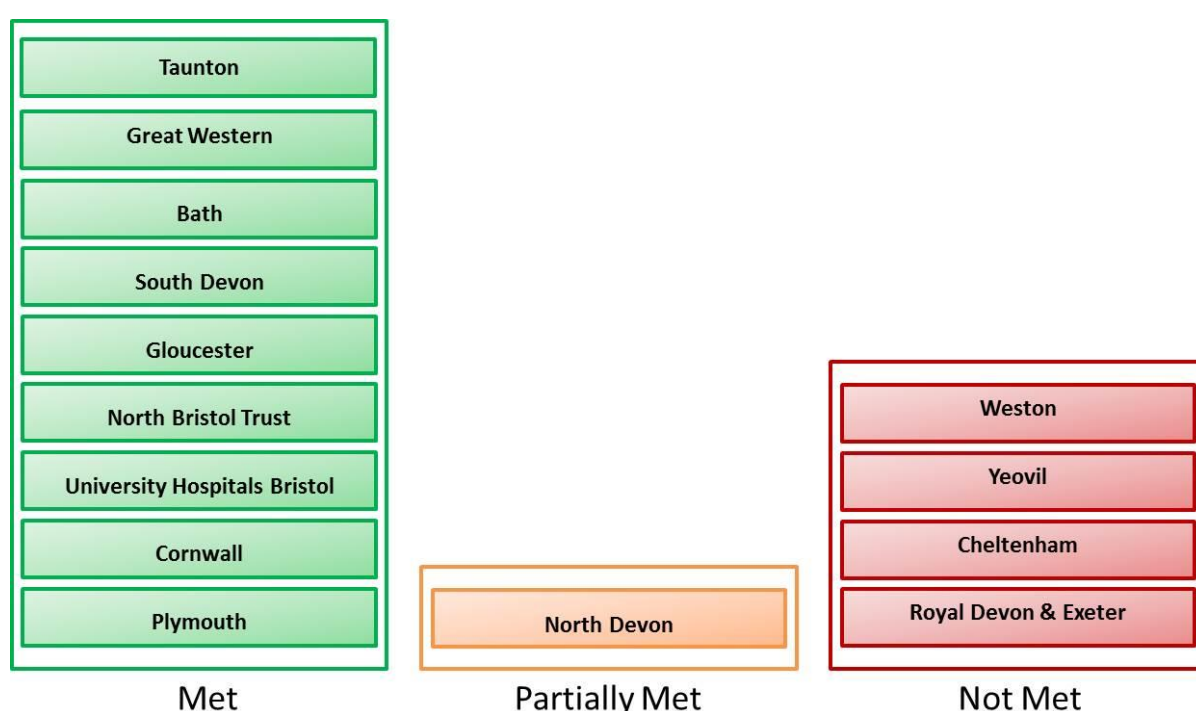 Taunton
Great Western
Bath
South Devon
Gloucester
North Bristol Trust
University Hospitals Bristol
Cornwall
Plymouth
Met
North Devon
Partially Met
Weston
Yeovil
Cheltenham
Royal Devon & Exeter
Not Met